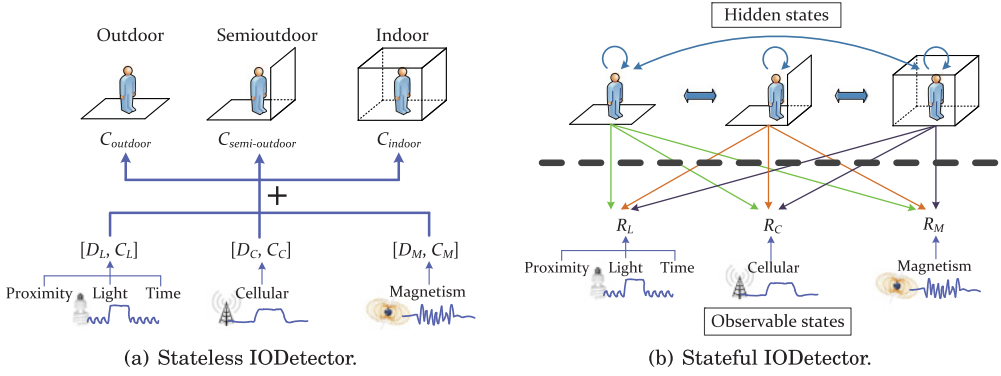 Hidden states
Outdoor Semioutdoor Indoor
C_outdoor C_semi-outdoor C_indoor
+
[D_L, C_L] [D_C, C_C] [D_M, C_M]
Proximity Light Time Cellular Magnetism
R_L R_C R_M
Proximity Light Time Cellular Magnetism
Observable states
(a) Stateless IODetector. (b) Stateful IODetector.